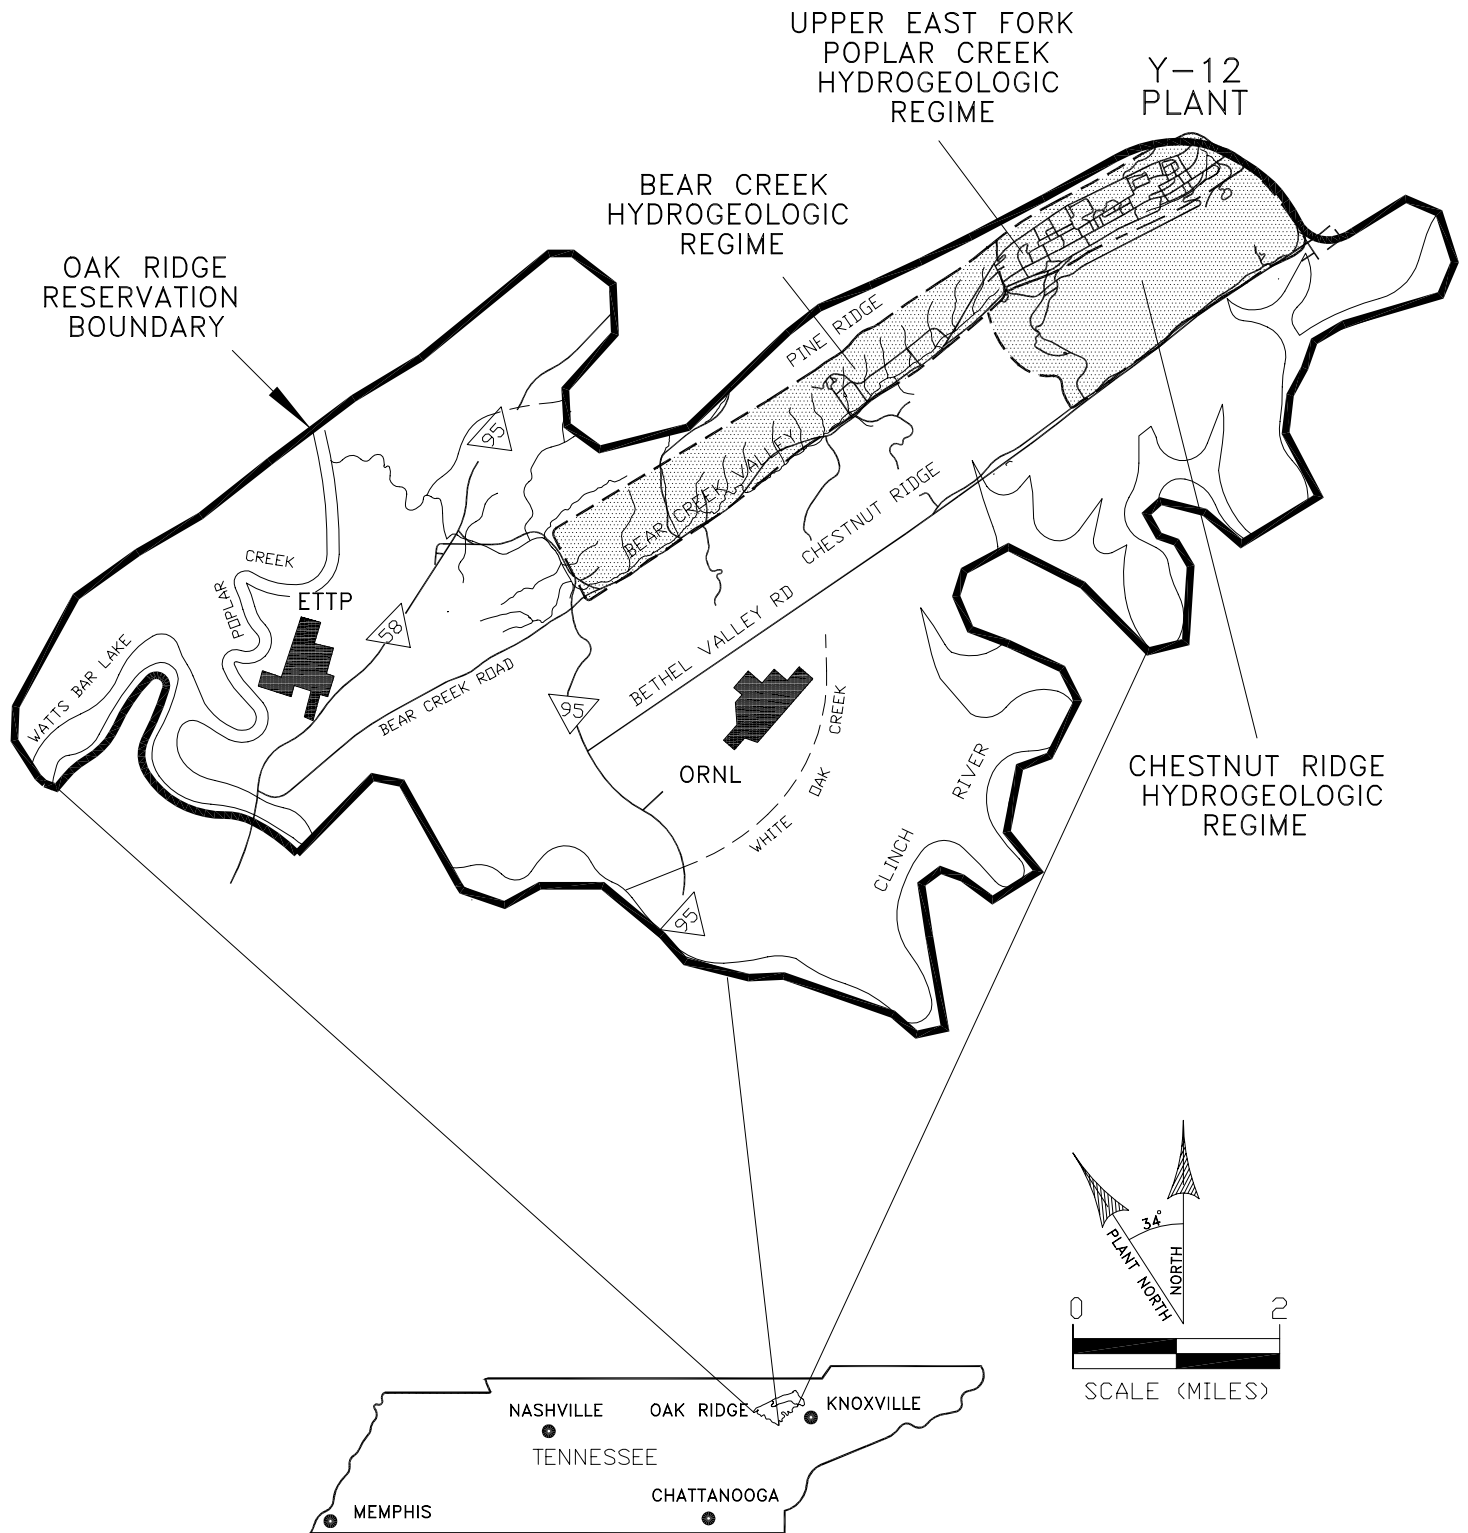 UPPER EAST FORK
POPLAR CREEK
HYDROGEOLOGIC
REGIME
Y-12
PLANT
BEAR CREEK
HYDROGEOLOGIC
REGIME
OAK RIDGE
RESERVATION
BOUNDARY
PINE RIDGE
95
BEAR CREEK VALLEY
CHESTNUT RIDGE
CREEK
POPLAR
ETTP
58
WATTS BAR LAKE
BEAR CREEK ROAD
95
BETHEL VALLEY RD
ORNL
CREEK
OAK
WHITE
RIVER
CLINCH
95
CHESTNUT RIDGE
HYDROGEOLOGIC
REGIME
34°
PLANT NORTH
NORTH
0 2
SCALE (MILES)
NASHVILLE
OAK RIDGE
KNOXVILLE
TENNESSEE
MEMPHIS
CHATTANOOGA